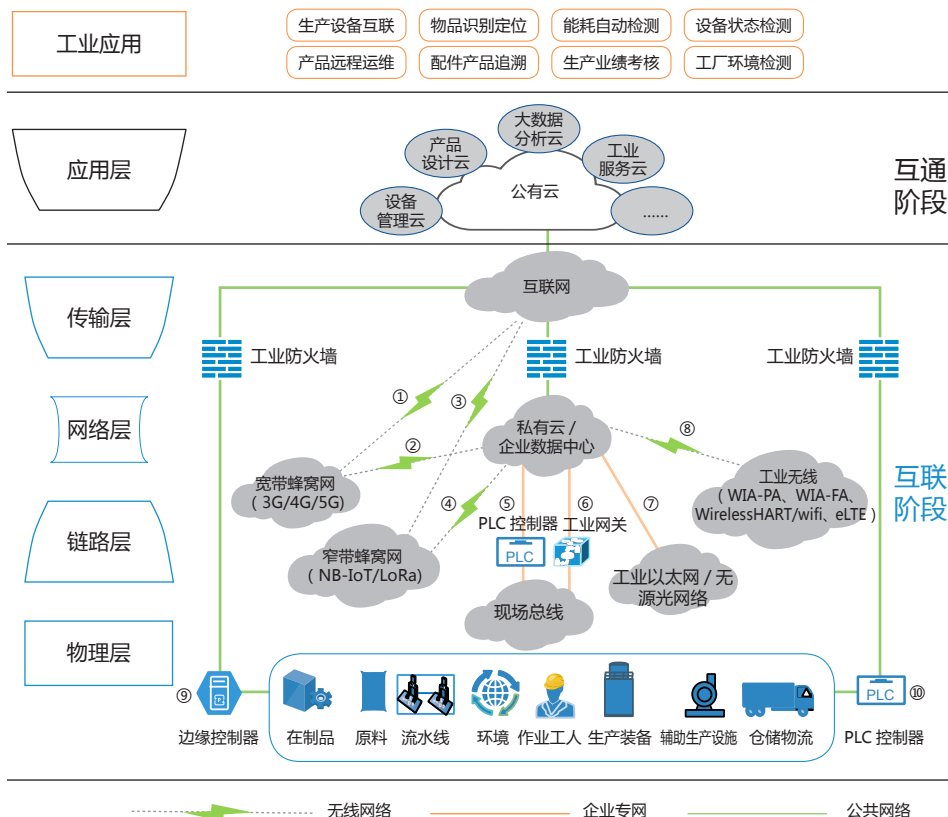 工业应用
生产设备互联
物品识别定位
能耗自动检测
设备状态检测
产品远程运维
配件产品追溯
生产业绩考核
工厂环境检测
应用层
大数据
分析云
产品
设计云
工业
服务云
设备
管理云
公有云
......
互通
阶段
传输层
互联网
工业防火墙
工业防火墙
工业防火墙
①
③
网络层
②
私有云 /
企业数据中心
⑧
宽带蜂窝网
( 3G/4G/5G)
④
⑤
⑥
⑦
工业无线
( WIA-PA、WIA-FA、
WirelessHART/wifi、eLTE )
互联
阶段
链路层
PLC 控制器
工业网关
PLC
窄带蜂窝网
( NB-IoT/LoRa)
现场总线
工业以太网 / 无
源光网络
物理层
⑨
P
边缘控制器
在制品
原料
流水线
环境
作业工人
生产装备
辅助生产设施
仓储物流
PLC
⑩
PLC 控制器
无线网络
企业专网
公共网络